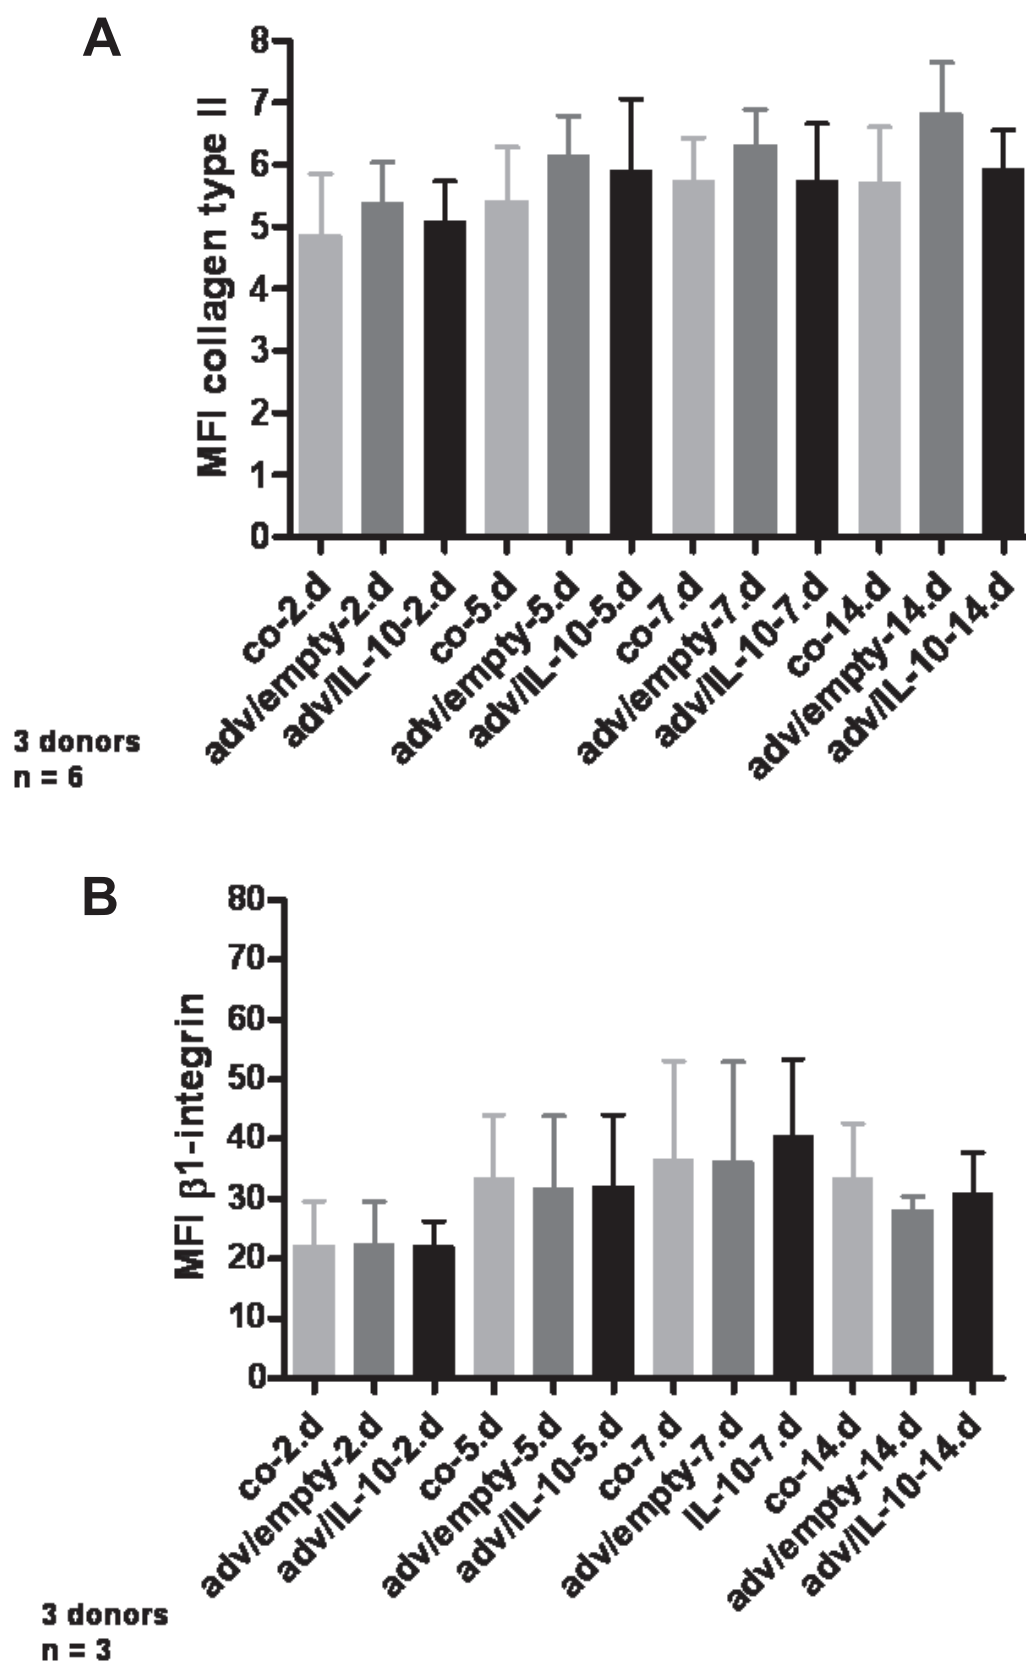 A
8
7
6
5
4
3
2
1
0
MFI collagen type II
co-2.d
adv/empty-2.d
adv/IL-10-2.d
co-5.d
adv/empty-5.d
adv/IL-10-5.d
co-7.d
adv/empty-7.d
adv/IL-10-7.d
co-14.d
adv/empty-14.d
adv/IL-10-14.d
3 donors
n = 6
B
80
70
60
50
40
30
20
10
0
MFI β1-integrin
co-2.d
adv/empty-2.d
adv/IL-10-2.d
co-5.d
adv/empty-5.d
adv/IL-10-5.d
co-7.d
adv/empty-7.d
IL-10-7.d
co-14.d
adv/empty-14.d
adv/IL-10-14.d
3 donors
n = 3